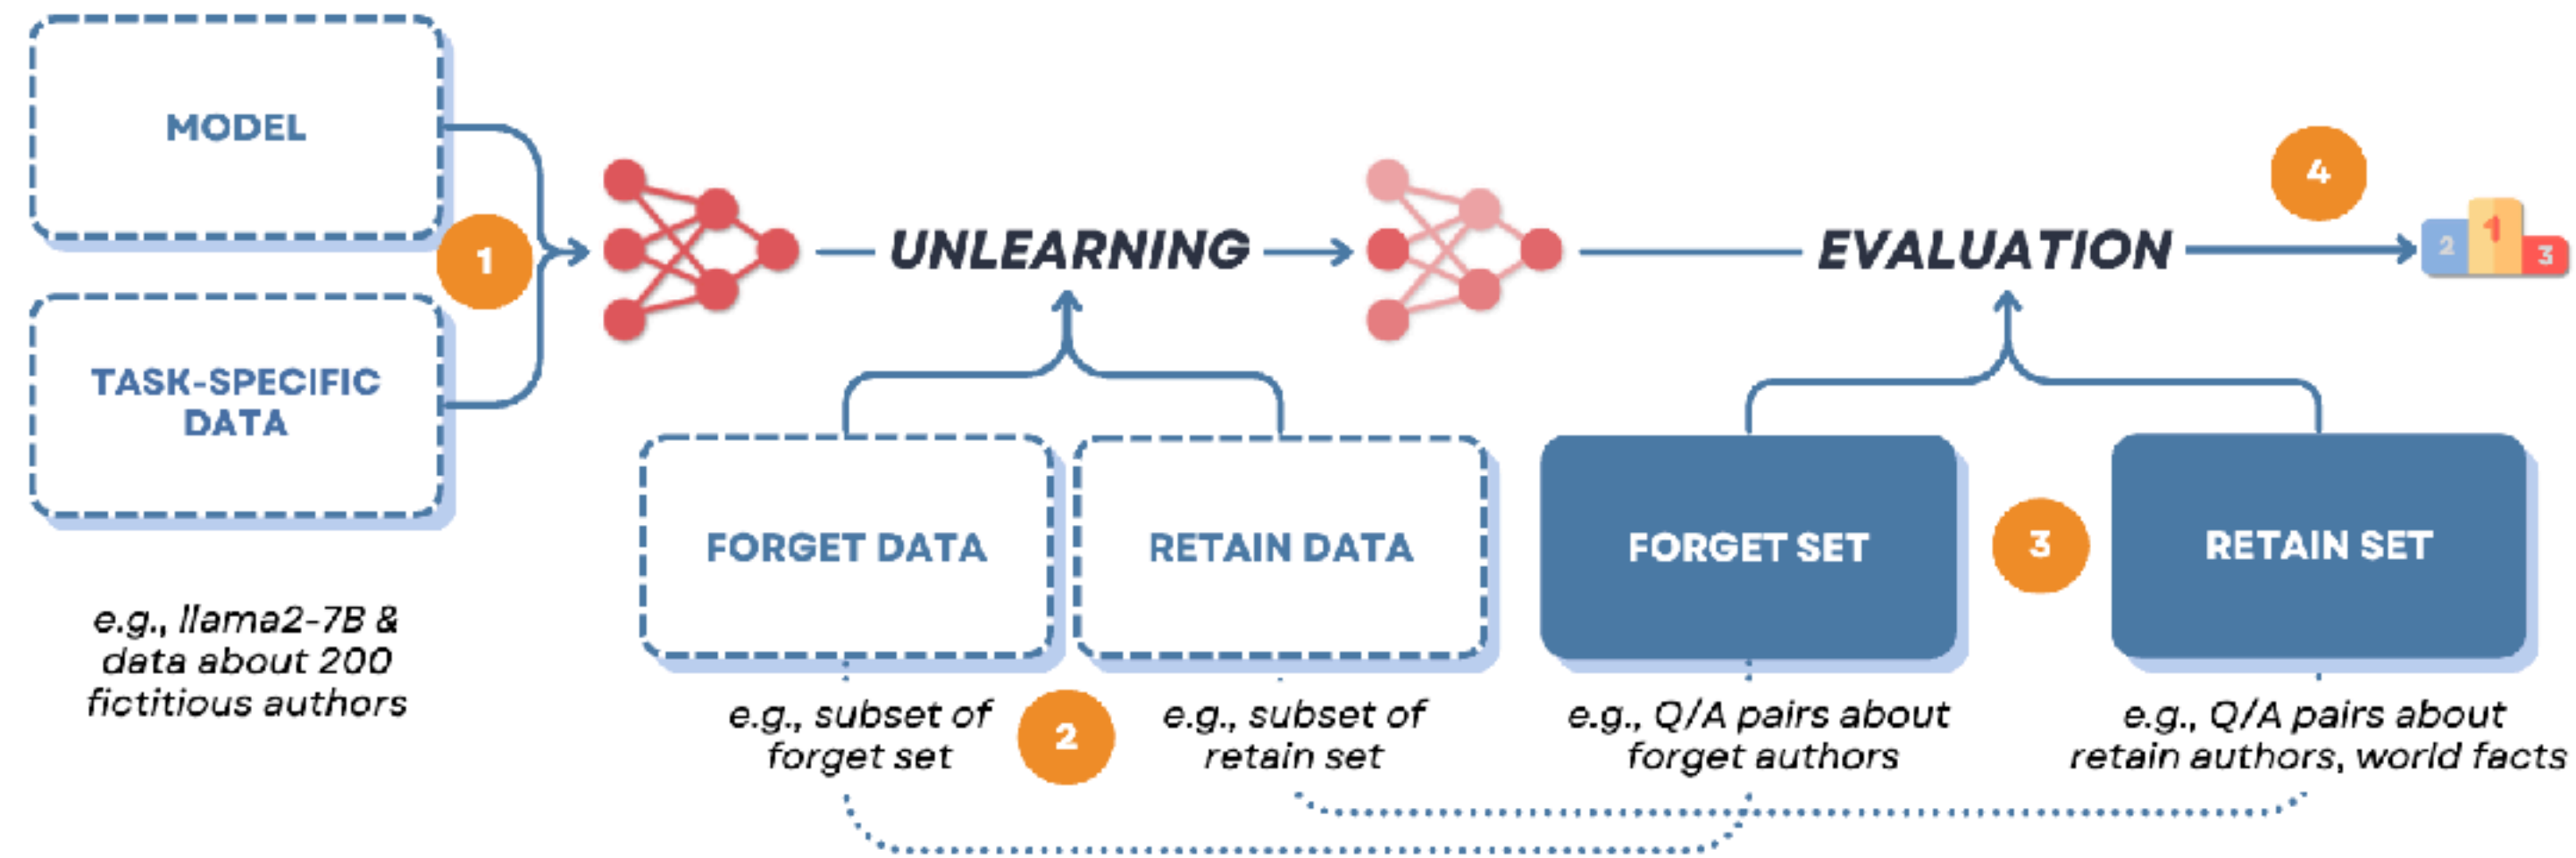 MODEL
1
TASK-SPECIFIC
DATA
e.g., llama2-7B &
data about 200
fictitious authors
UNLEARNING
FORGET DATA
RETAIN DATA
e.g., subset of
forget set
2
e.g., subset of
retain set
EVALUATION
4
2
1
3
FORGET SET
3
RETAIN SET
e.g., Q/A pairs about
forget authors
e.g., Q/A pairs about
retain authors, world facts